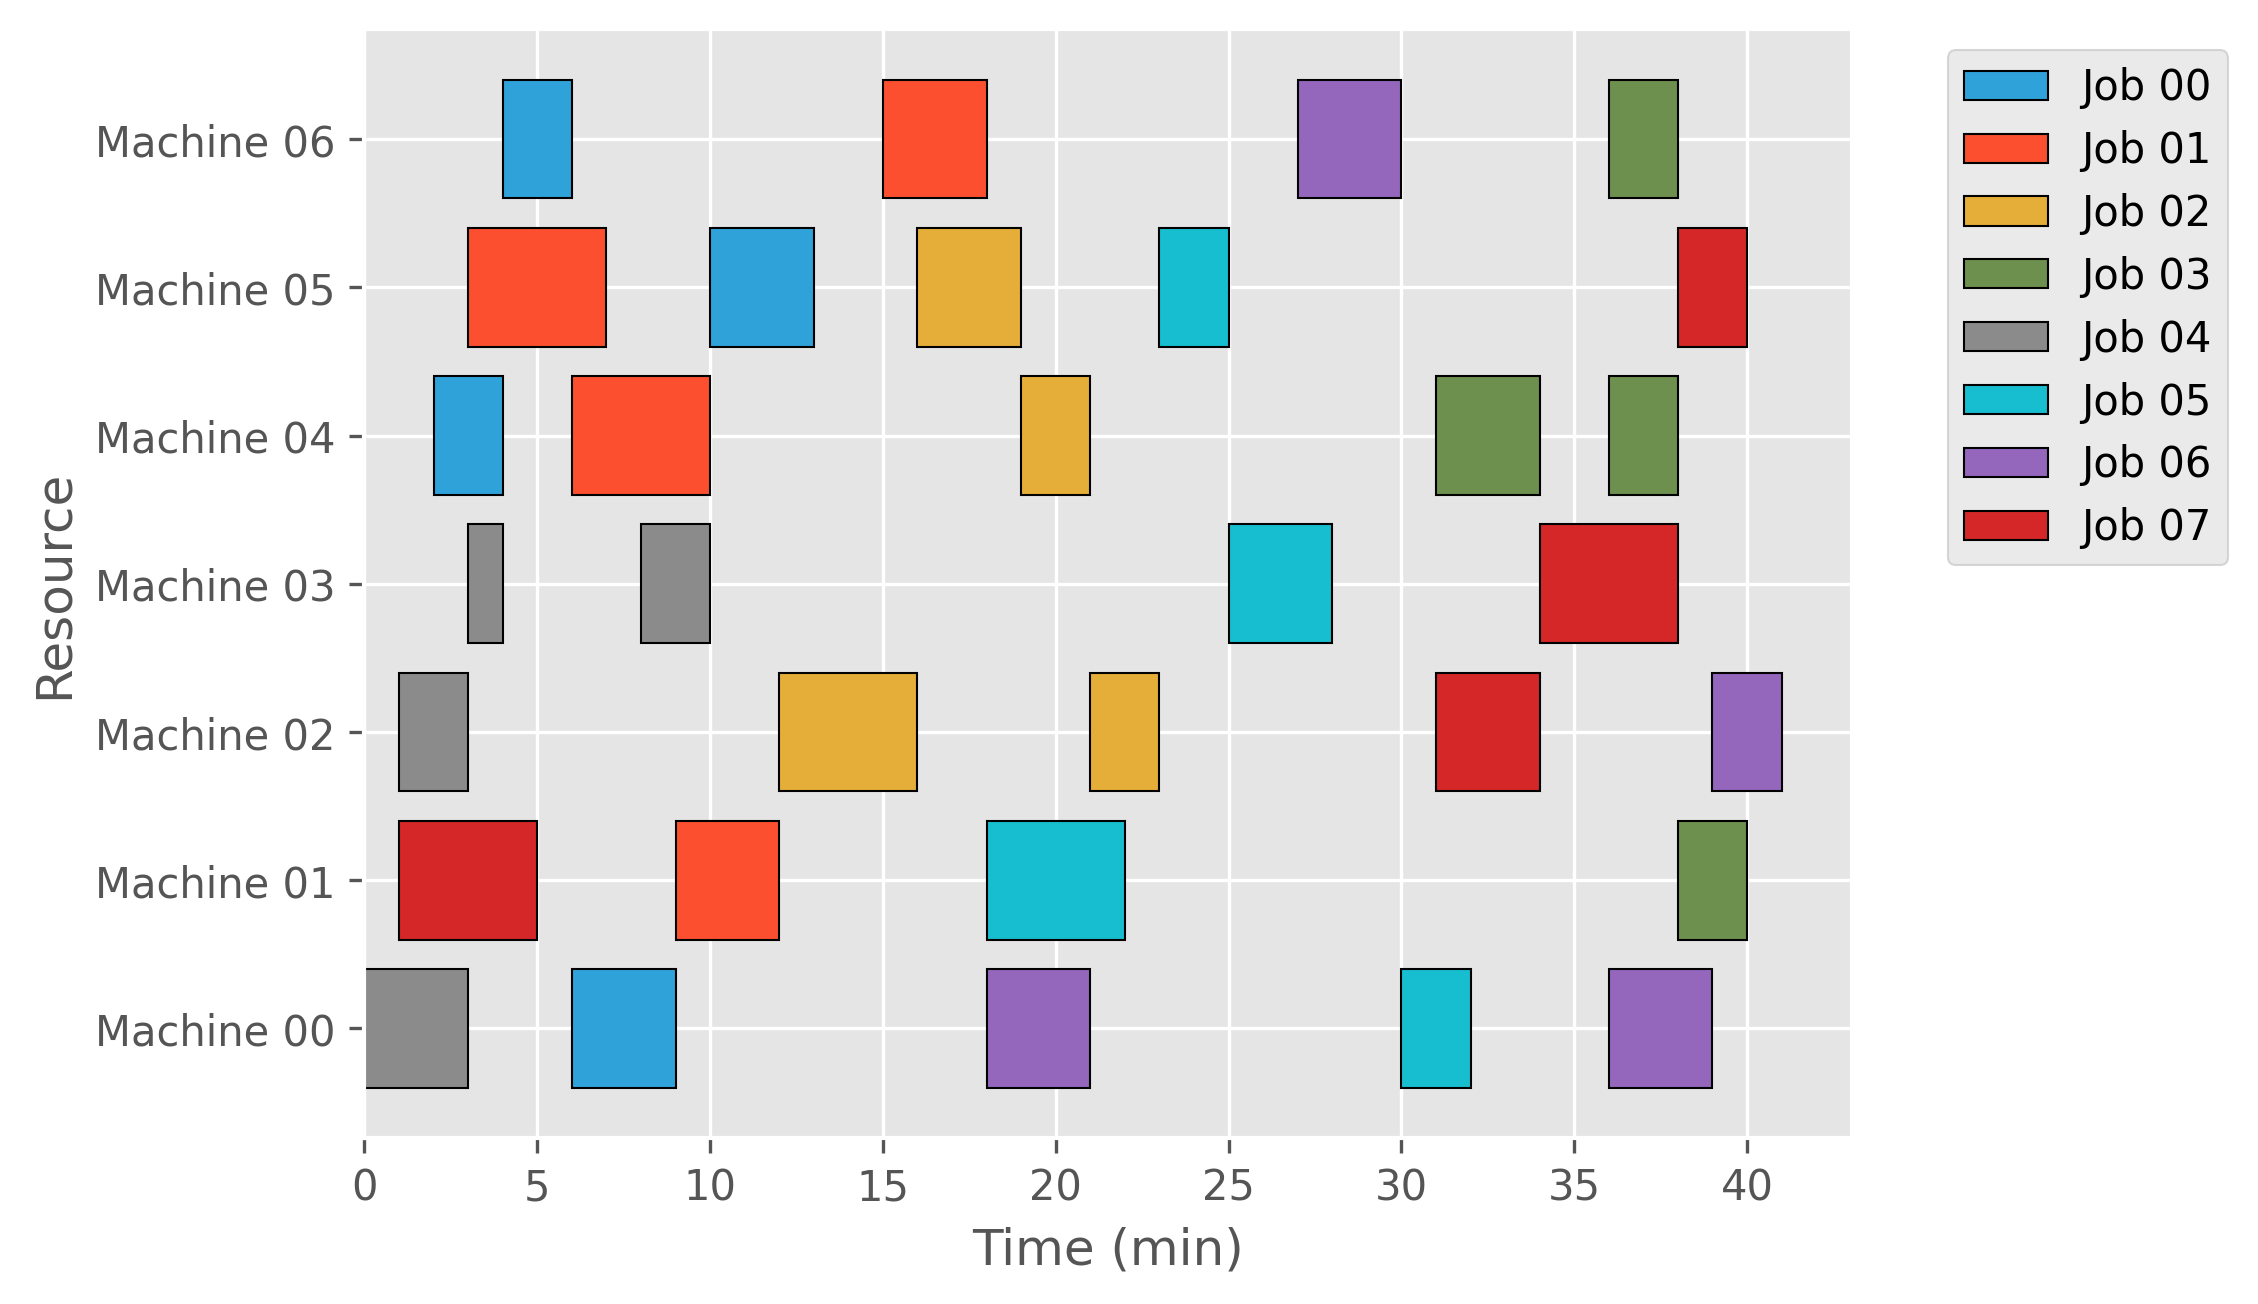 Machine 06
Machine 05
Machine 04
Machine 03
Machine 02
Machine 01
Machine 00
Resource
0 5 10 15 20 25 30 35 40
Time (min)
Job 00
Job 01
Job 02
Job 03
Job 04
Job 05
Job 06
Job 07